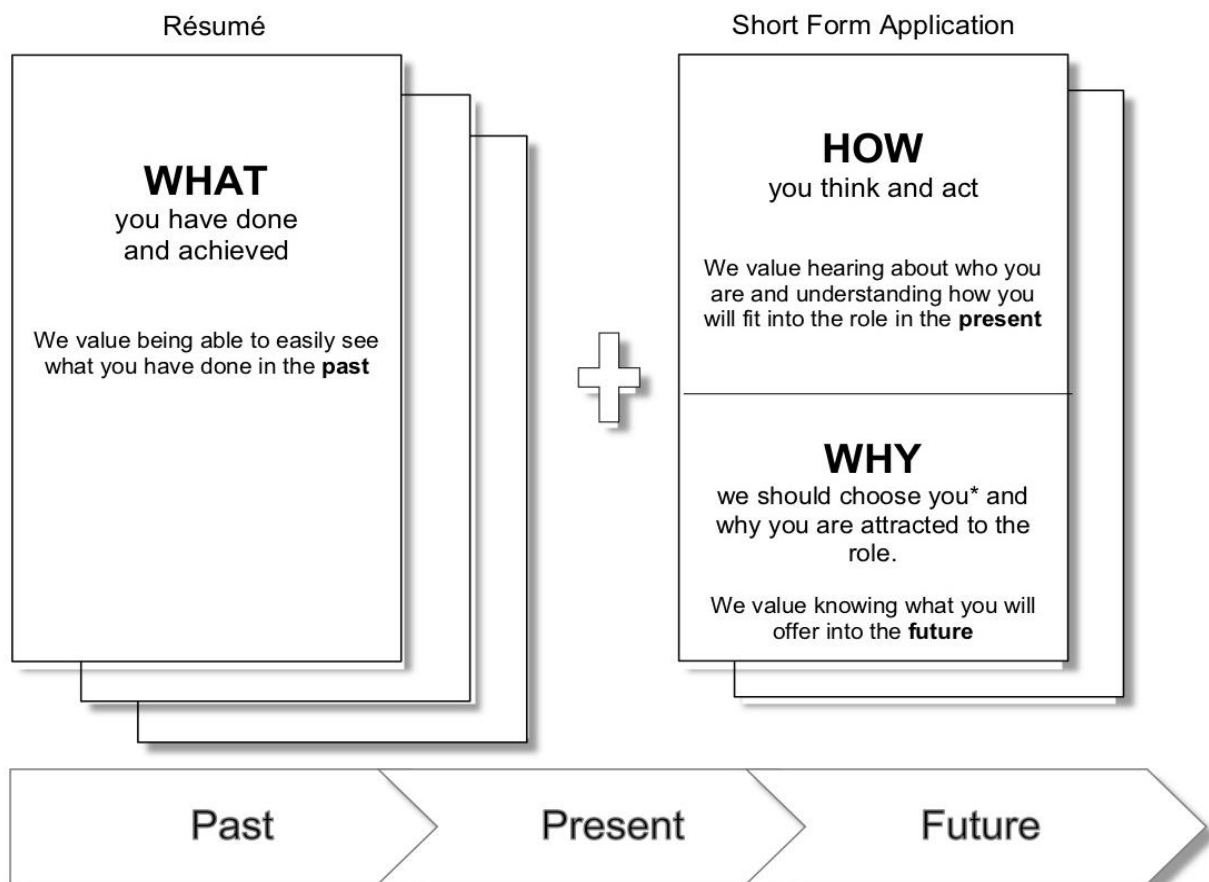 Résumé
WHAT
you have done
and achieved
We value being able to easily see
what you have done in the past
Short Form Application
HOW
you think and act
We value hearing about who you
are and understanding how you
will fit into the role in the present
WHY
we should choose you* and
why you are attracted to the
role.
We value knowing what you will
offer into the future
Past
Present
Future